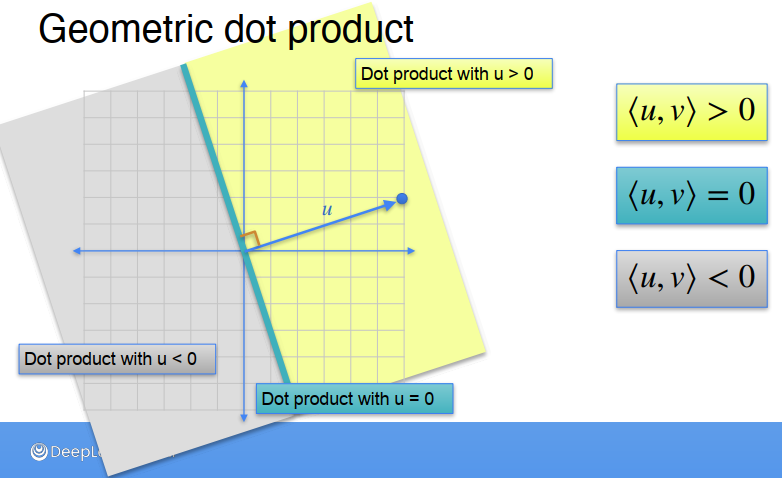 Geometric dot product
Dot product with u > 0
⟨u, v⟩ > 0
⟨u, v⟩ = 0
u
⟨u, v⟩ < 0
Dot product with u < 0
Dot product with u = 0